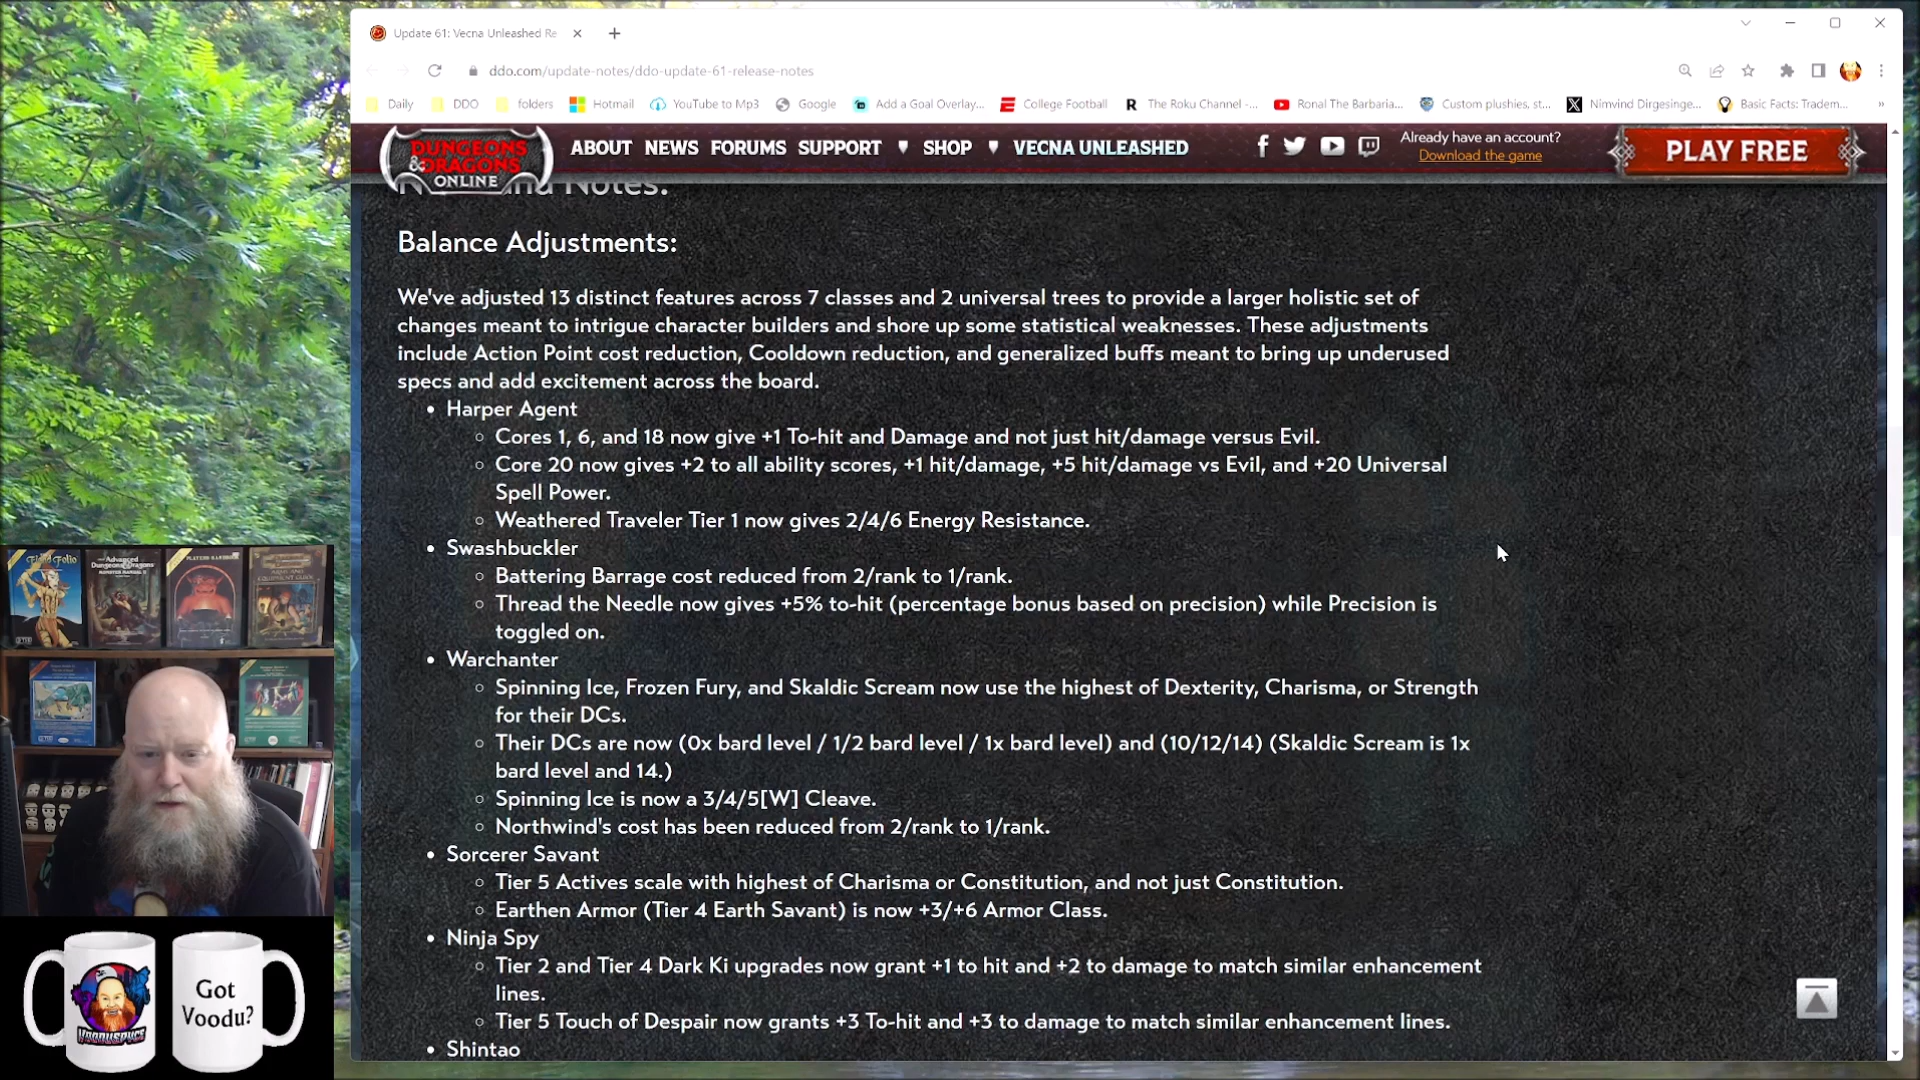 Update 61: Vecna Unleashed Re
ddo.com/update-notes/ddo-update-61-release-notes
Daily
DDO
folders
Hotmail
YouTube to Mp3
Google
Add a Goal Overlay...
College Football
The Roku Channel -...
Ronal The Barbaria...
Custom plushies, st...
Nimvind Dirgesinge...
Basic Facts: Tradem...
DUNGEONS & DRAGONS ONLINE
ABOUT NEWS FORUMS SUPPORT SHOP VECNA UNLEASHED
Already have an account?
Download the game
PLAY FREE
Notes:
Balance Adjustments:
We've adjusted 13 distinct features across 7 classes and 2 universal trees to provide a larger holistic set of
changes meant to intrigue character builders and shore up some statistical weaknesses. These adjustments
include Action Point cost reduction, Cooldown reduction, and generalized buffs meant to bring up underused
specs and add excitement across the board.
• Harper Agent
Cores 1, 6, and 18 now give +1 To-hit and Damage and not just hit/damage versus Evil.
Core 20 now gives +2 to all ability scores, +1 hit/damage, +5 hit/damage vs Evil, and +20 Universal
Spell Power.
Weathered Traveler Tier 1 now gives 2/4/6 Energy Resistance.
• Swashbuckler
Battering Barrage cost reduced from 2/rank to 1/rank.
Thread the Needle now gives +5% to-hit (percentage bonus based on precision) while Precision is
toggled on.
• Warchanter
Spinning Ice, Frozen Fury, and Skaldic Scream now use the highest of Dexterity, Charisma, or Strength
for their DCs.
Their DCs are now (0x bard level / 1/2 bard level / 1x bard level) and (10/12/14) (Skaldic Scream is 1x
bard level and 14.)
Spinning Ice is now a 3/4/5[W] Cleave.
Northwind's cost has been reduced from 2/rank to 1/rank.
• Sorcerer Savant
Tier 5 Actives scale with highest of Charisma or Constitution, and not just Constitution.
Earthen Armor (Tier 4 Earth Savant) is now +3/+6 Armor Class.
• Ninja Spy
Tier 2 and Tier 4 Dark Ki upgrades now grant +1 to hit and +2 to damage to match similar enhancement
lines.
Tier 5 Touch of Despair now grants +3 To-hit and +3 to damage to match similar enhancement lines.
• Shintao
Fiend Folio
Advanced
Dungeons & Dragons
PLAYERS HANDBOOK
VOODUSPYCE
Got
Voodu?